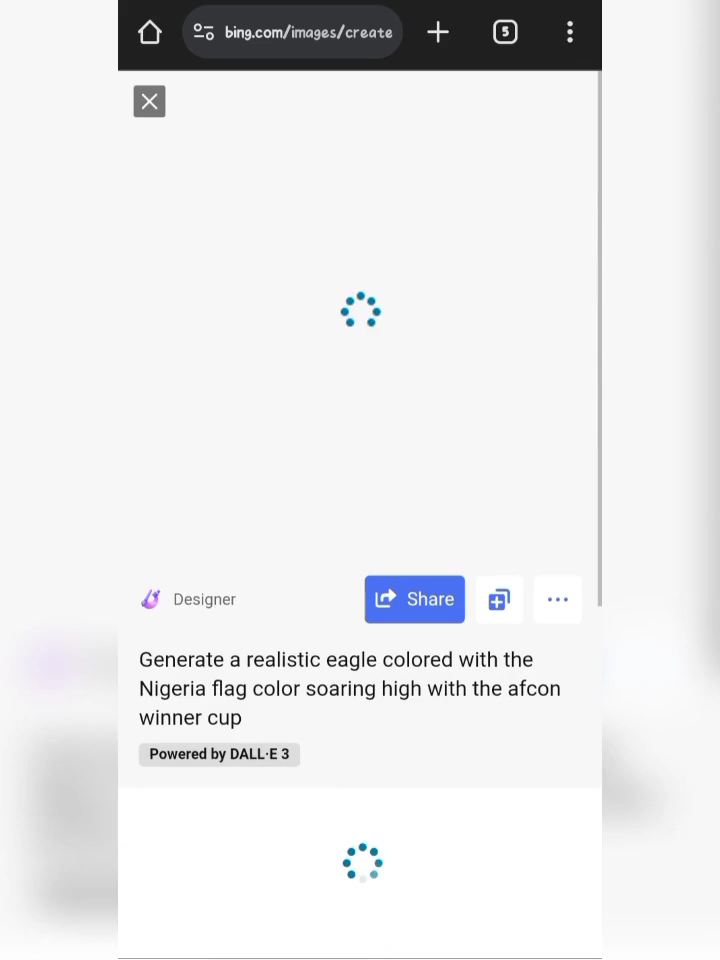 bing.com/images/create
5
Designer
Share
Generate a realistic eagle colored with the
Nigeria flag color soaring high with the afcon
winner cup
Powered by DALL·E 3